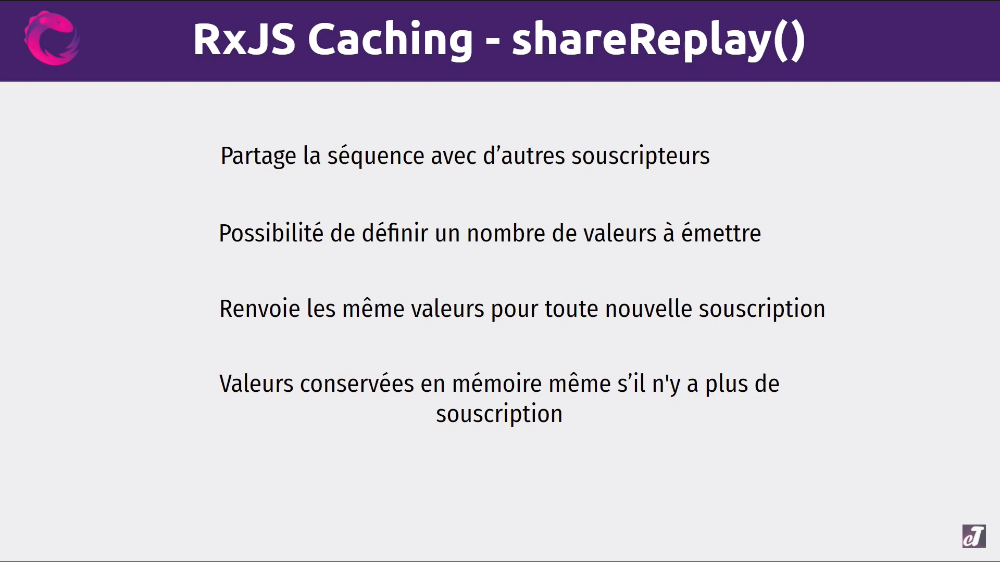 RxJS Caching - shareReplay()
Partage la séquence avec d’autres souscripteurs
Possibilité de définir un nombre de valeurs à émettre
Renvoie les même valeurs pour toute nouvelle souscription
Valeurs conservées en mémoire même s’il n'y a plus de
souscription
eT